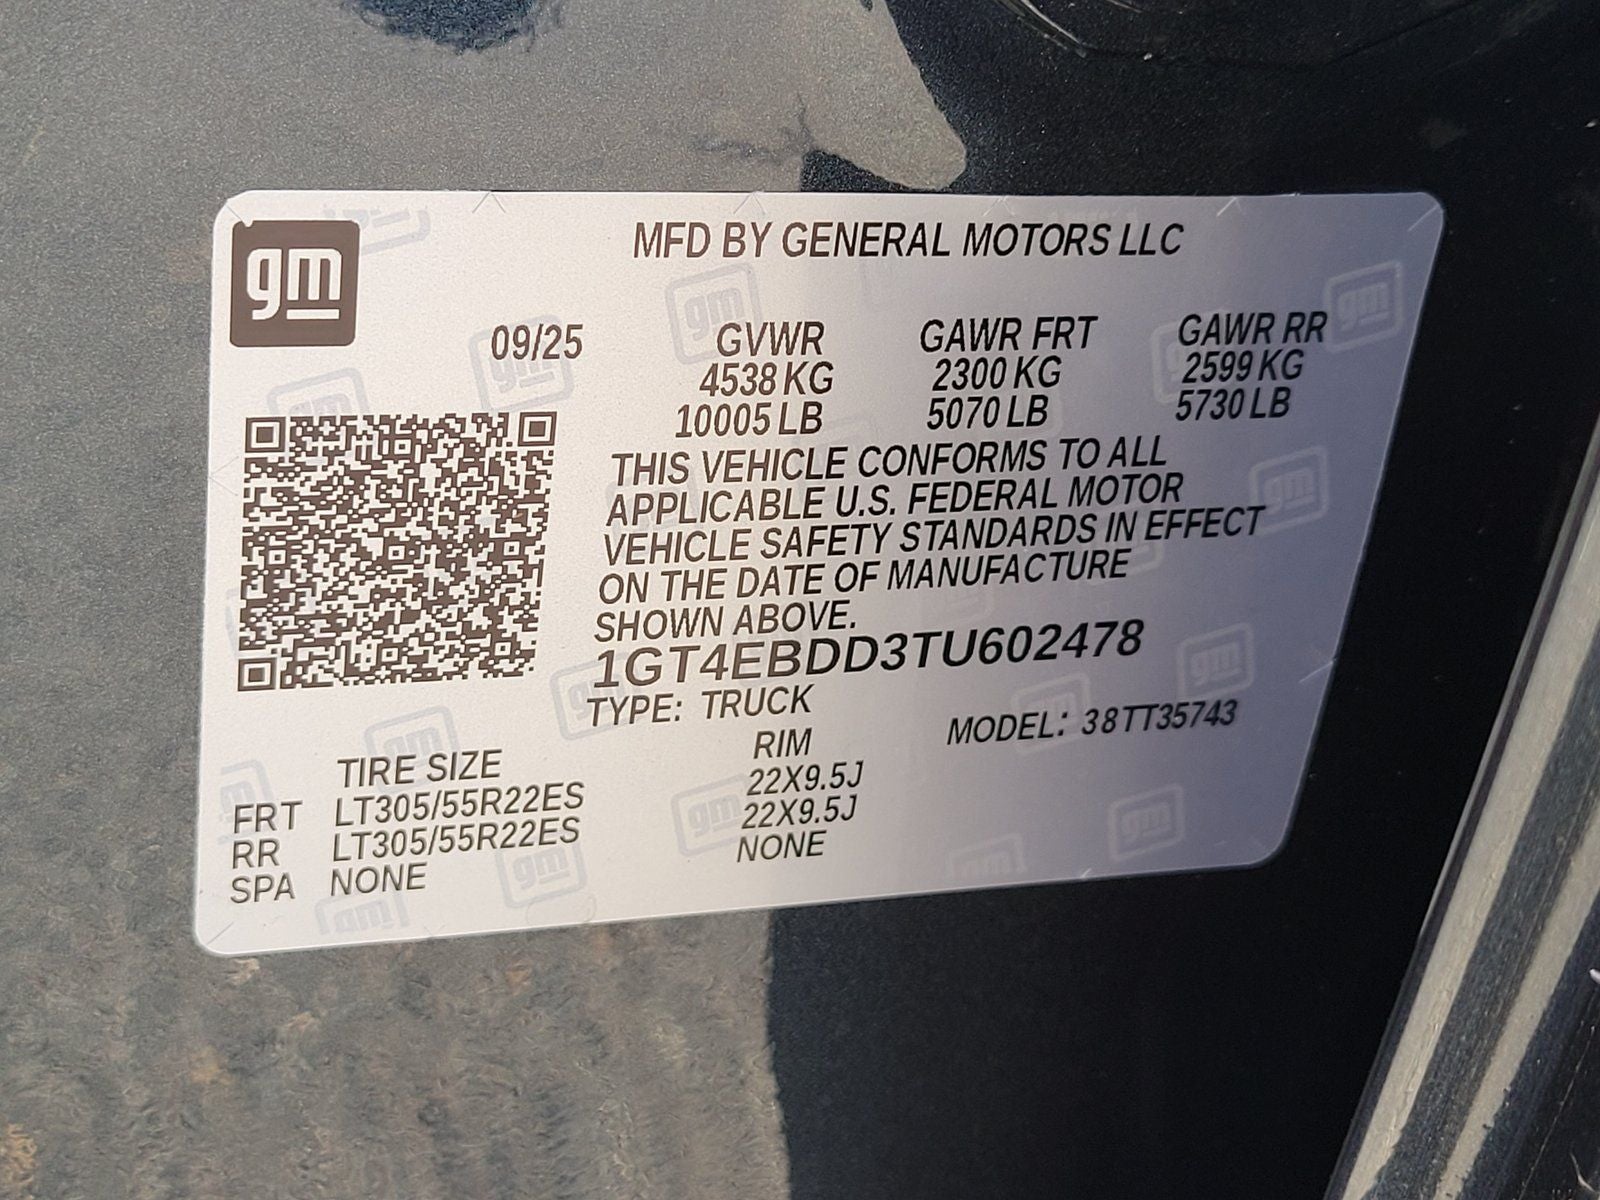 gm
MFD BY GENERAL MOTORS LLC
09/25 GVWR GAWR FRT GAWR RR
4538 KG 2300 KG 2599 KG
10005 LB 5070 LB 5730 LB
THIS VEHICLE CONFORMS TO ALL
APPLICABLE U.S. FEDERAL MOTOR
VEHICLE SAFETY STANDARDS IN EFFECT
ON THE DATE OF MANUFACTURE
SHOWN ABOVE.
1GT4EBDD3TU602478
TYPE: TRUCK MODEL: 38TT35743
TIRE SIZE RIM
FRT LT305/55R22ES 22X9.5J
RR LT305/55R22ES 22X9.5J
SPA NONE NONE